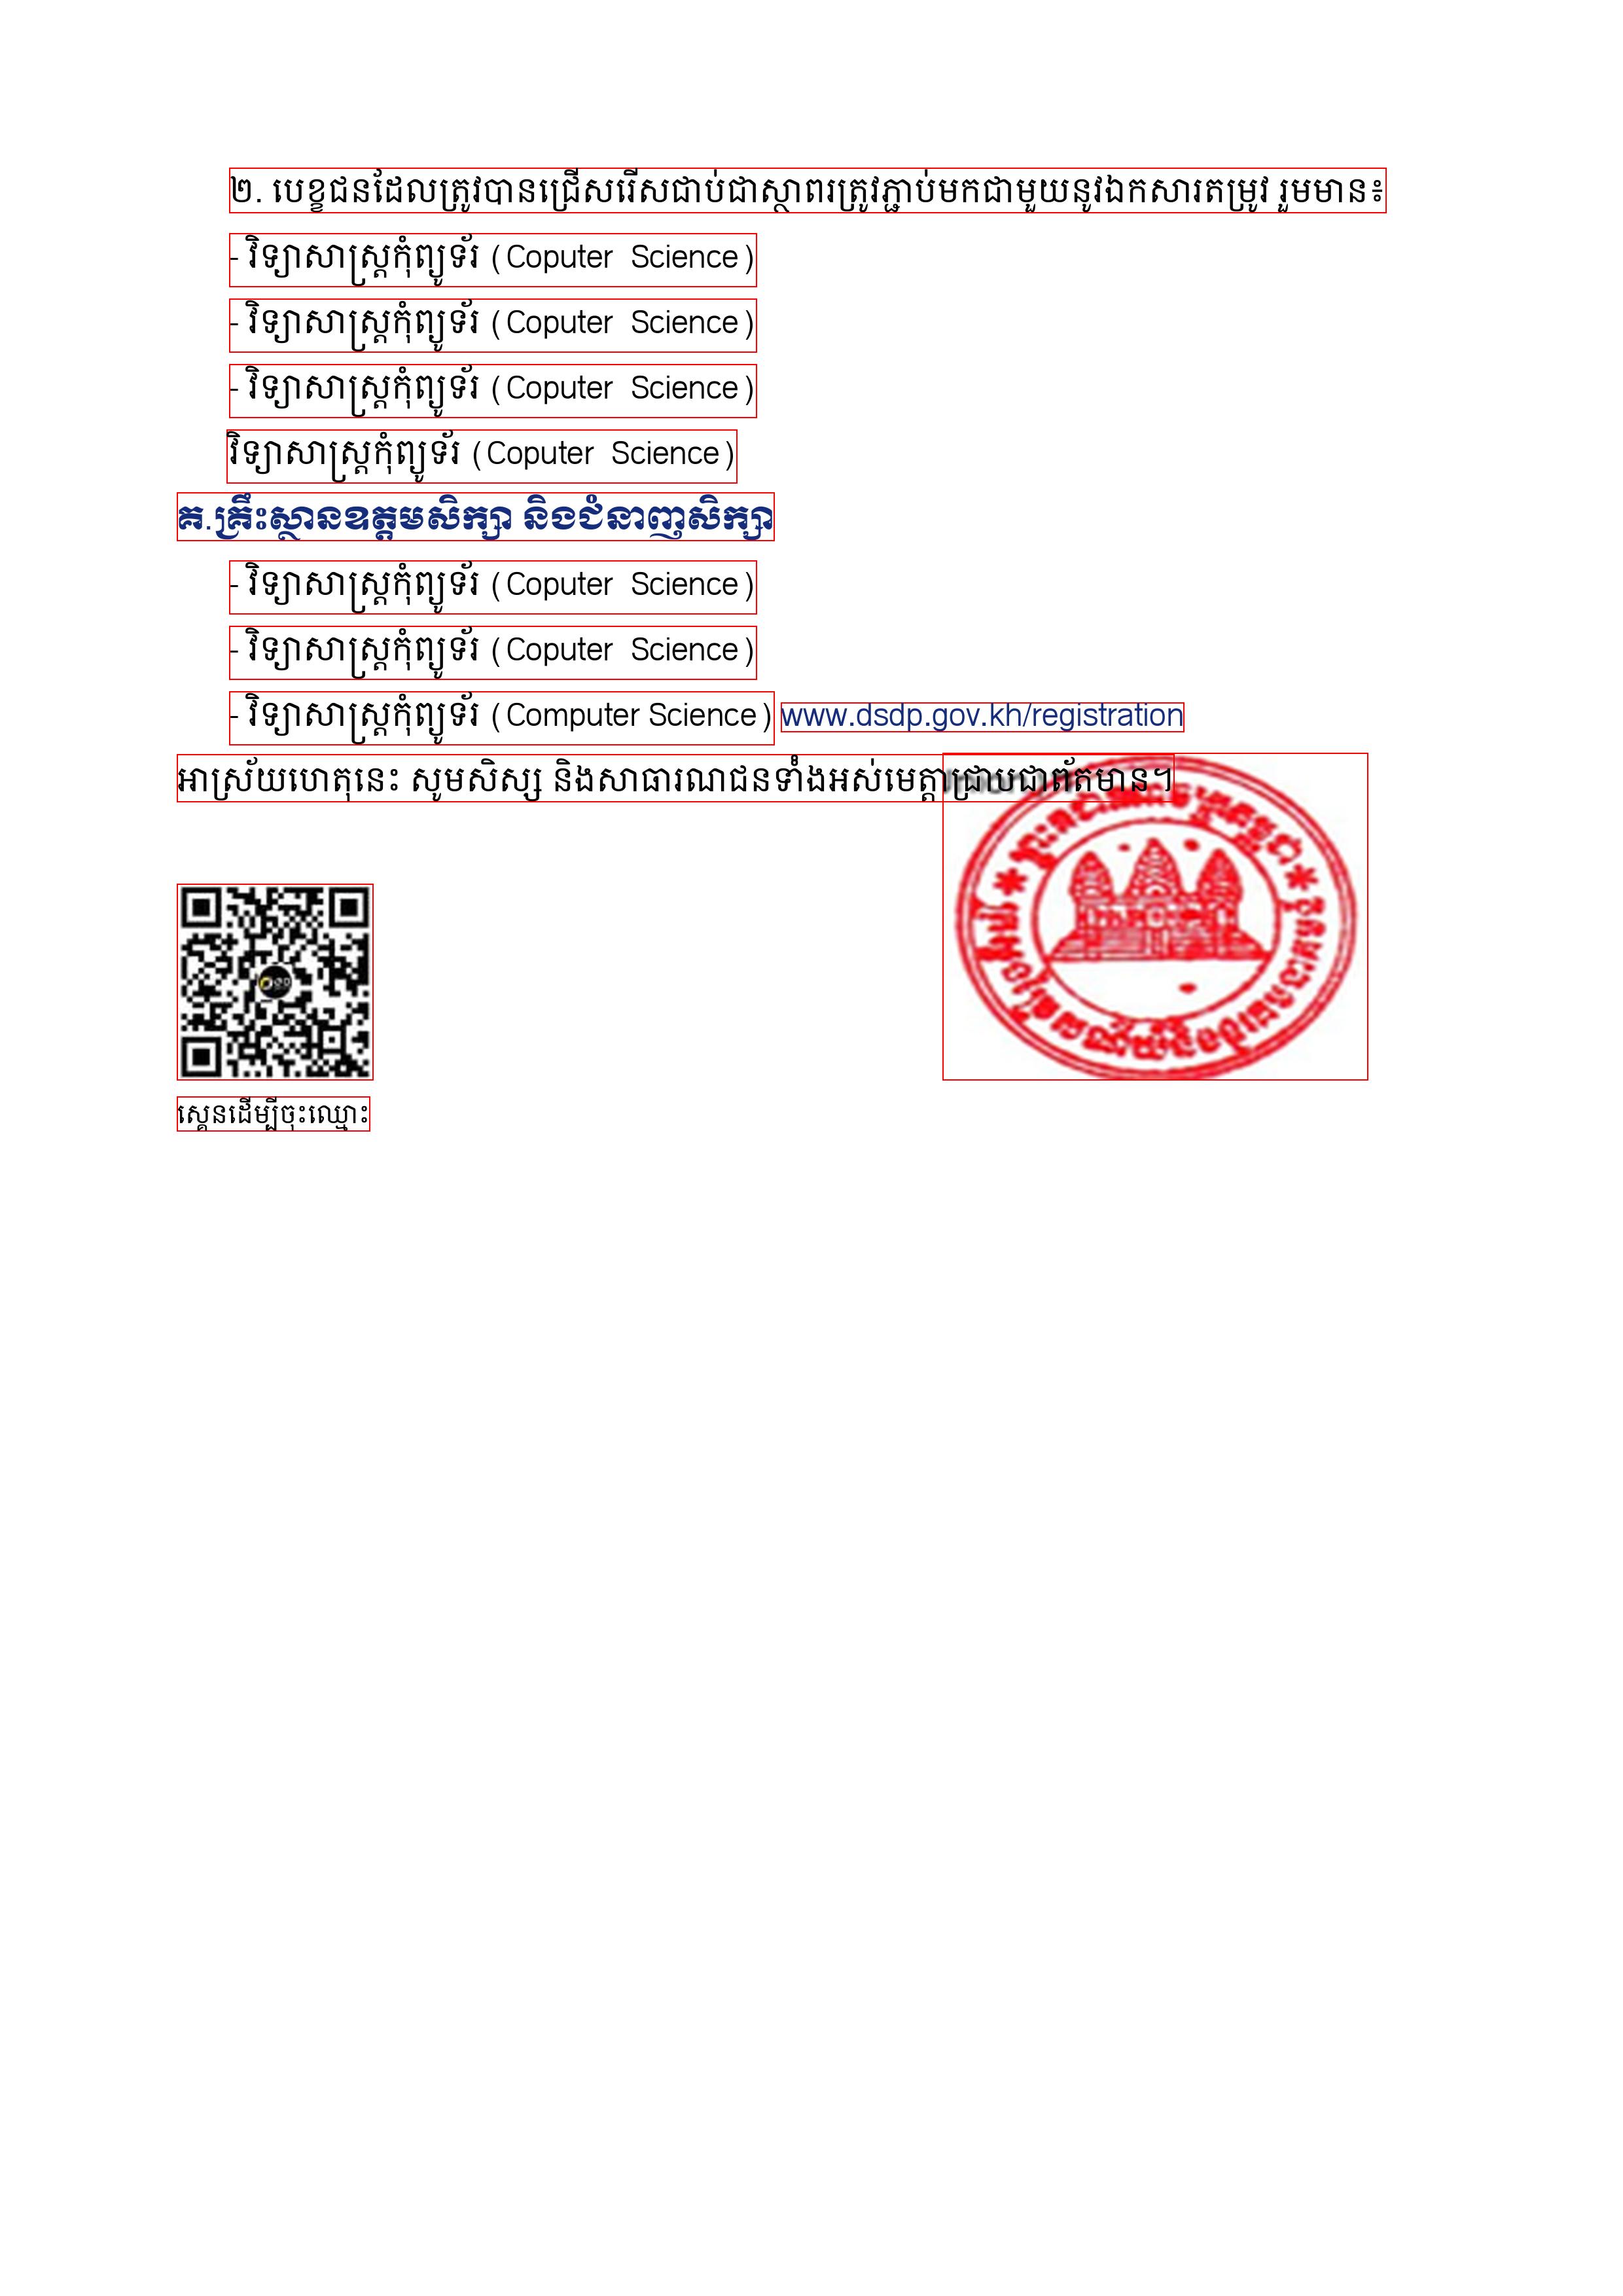 ២. បេខ្ខជនដែលត្រូវបានជ្រើសរើសជាប់ជាស្ថាពរត្រូវភ្ជាប់មកជាមួយនូវឯកសារតម្រូវ រួមមាន៖
- វិទ្យាសាស្ត្រកុំព្យូទ័រ (Coputer Science)
- វិទ្យាសាស្ត្រកុំព្យូទ័រ (Coputer Science)
- វិទ្យាសាស្ត្រកុំព្យូទ័រ (Coputer Science)
វិទ្យាសាស្ត្រកុំព្យូទ័រ (Coputer Science)
គ.គ្រឹះស្ថានឧត្តមសិក្សា និងជំនាញសិក្សា
- វិទ្យាសាស្ត្រកុំព្យូទ័រ (Coputer Science)
- វិទ្យាសាស្ត្រកុំព្យូទ័រ (Coputer Science)
- វិទ្យាសាស្ត្រកុំព្យូទ័រ (Computer Science) www.dsdp.gov.kh/registration
អាស្រ័យហេតុនេះ សូមសិស្ស និងសាធារណជនទាំងអស់មេត្តាជ្រាបជាព័ត៌មាន។
ស្គេនដើម្បីចុះឈ្មោះ